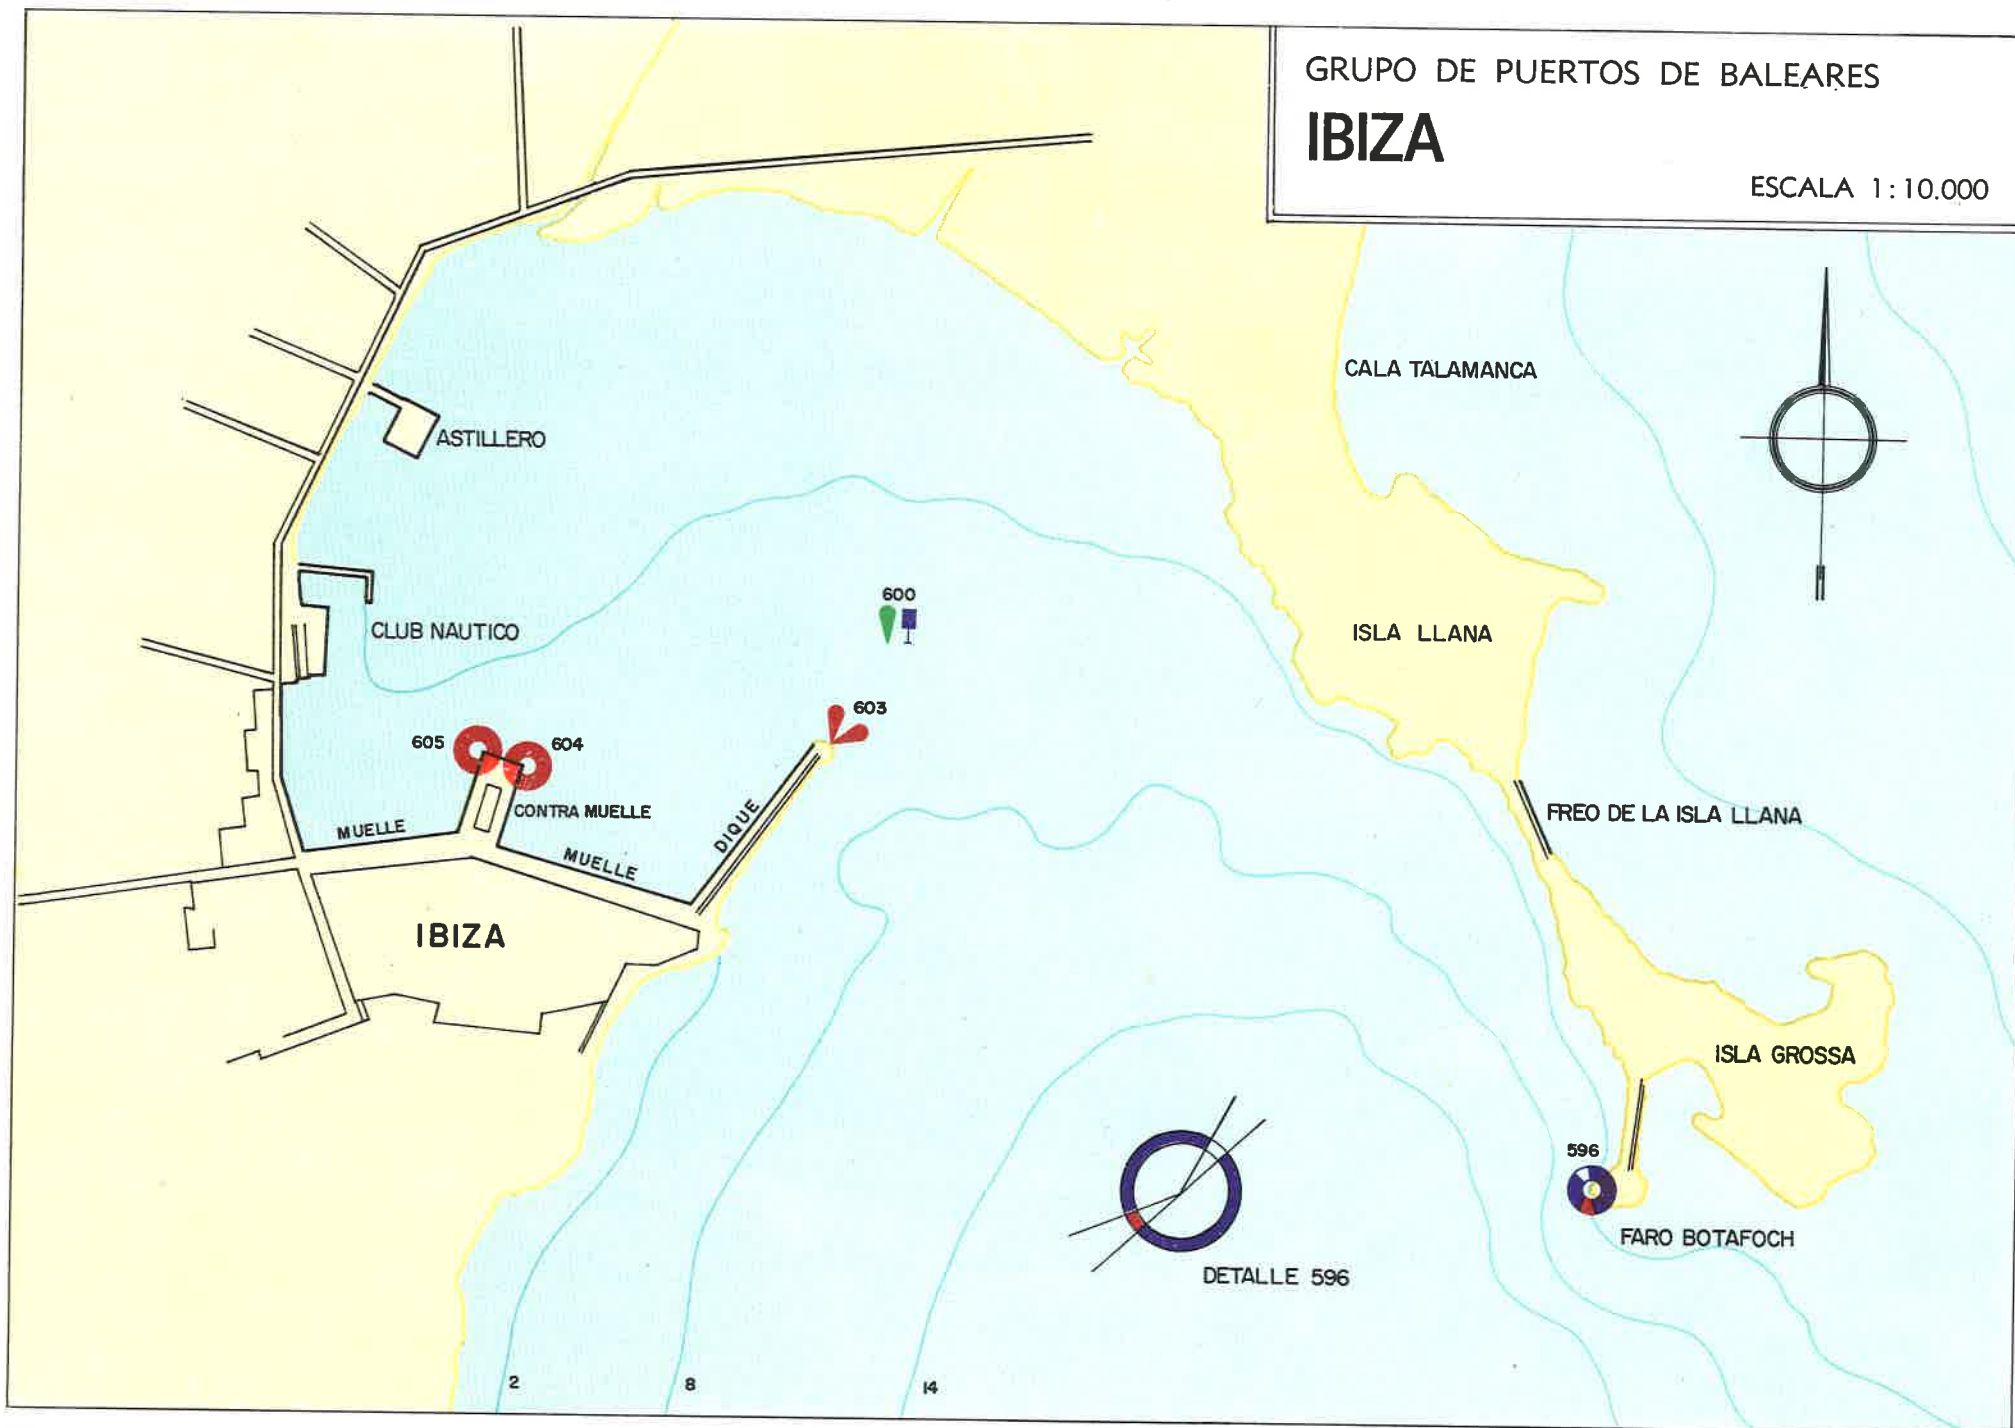 GRUPO DE PUERTOS DE BALEARES
IBIZA
ESCALA 1:10.000
CALA TALAMANCA
ASTILLERO
600
CLUB NAUTICO
ISLA LLANA
603
605
604
CONTRA MUELLE
FREO DE LA ISLA LLANA
MUELLE
DIQUE
MUELLE
IBIZA
ISLA GROSSA
596
FARO BOTAFOCH
DETALLE 596
2
8
14